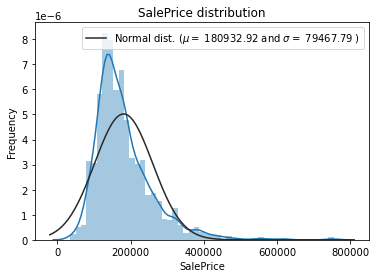 SalePrice distribution
1e−6
Normal dist. (μ = 180932.92 and σ = 79467.79 )
8
7
6
5
4
3
2
1
0
Frequency
0 200000 400000 600000 800000
SalePrice